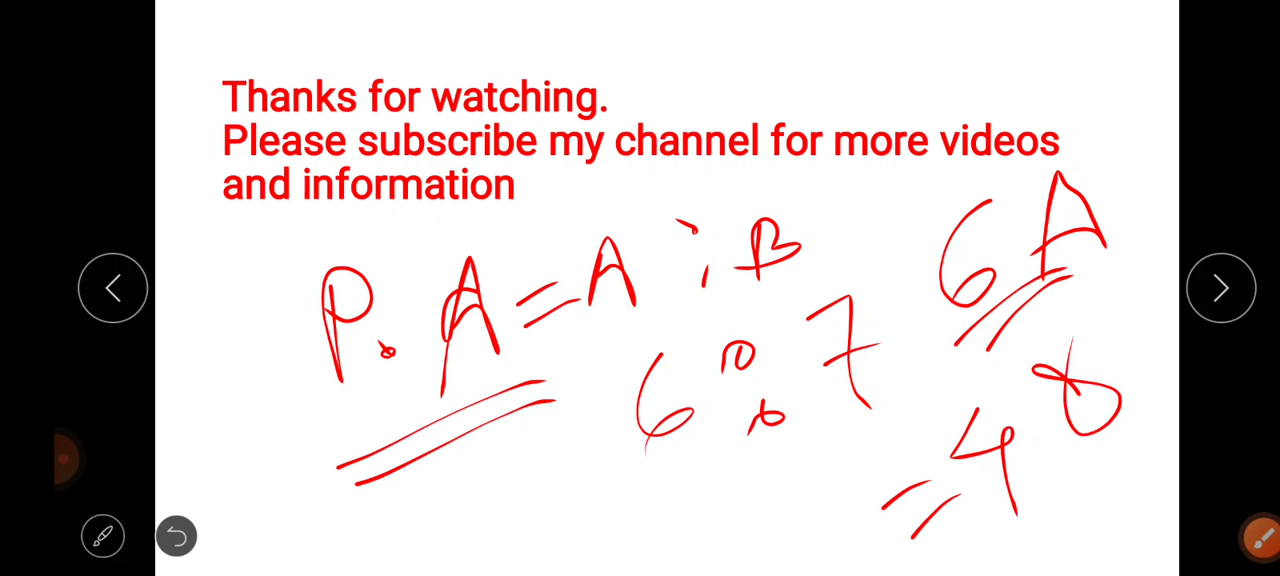 Thanks for watching.
Please subscribe my channel for more videos
and information
P.A = A : B
6 : 7
6A
= 48